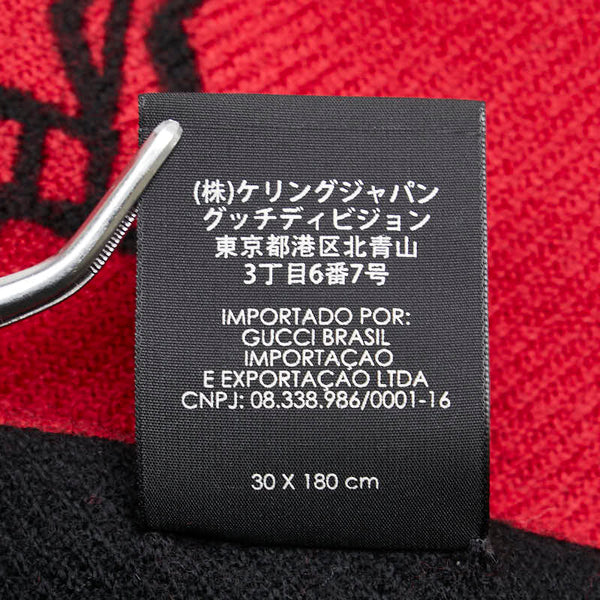 (株)ケリングジャパン
グッチディビジョン
東京都港区北青山
3丁目6番7号
IMPORTADO POR:
GUCCI BRASIL
IMPORTAÇAO
E EXPORTAÇAO LTDA
CNPJ: 08.338.986/0001-16
30 X 180 cm